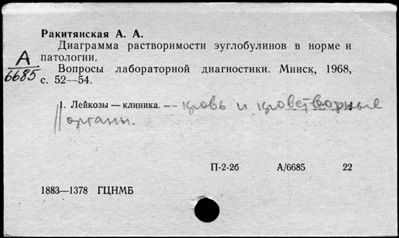 Ракитянская А. А.
Диаграмма растворимости эуглобулинов в норме и
патологии.
А
6685
Вопросы лабораторной диагностики. Минск, 1968,
с. 52—54.
1. Лейкозы — клиника. -- кровь и кроветворные
органы.
П-2-2б А/6685 22
1883—1378 ГЦНМБ